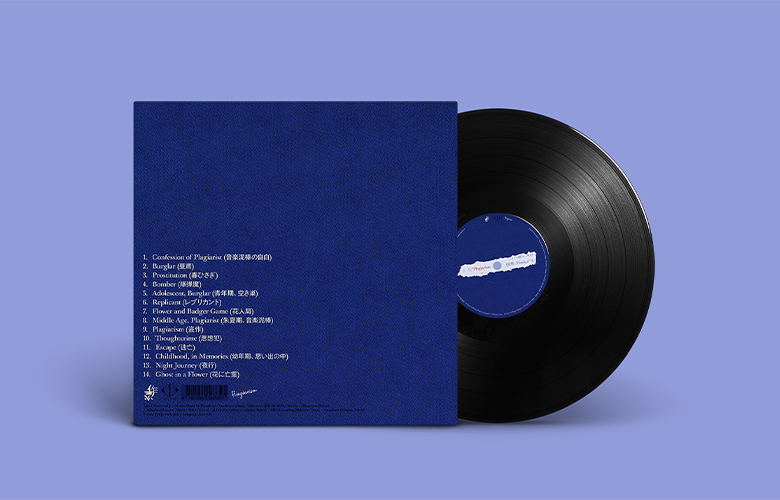 1. Confession of Plagiarist (音楽泥棒の自白)
2. Burglar (昼鳶)
3. Prostitution (春ひさぎ)
4. Bomber (爆弾魔)
5. Adolescent, Burglar (青年期、空き巣)
6. Replicant (レプリカント)
7. Flower and Badger Game (花人局)
8. Middle Age, Plagiarist (朱夏期、音楽泥棒)
9. Plagiarism (盗作)
10. Thoughtcrime (思想犯)
11. Escape (逃亡)
12. Childhood, in Memories (幼年期、思い出の中)
13. Night Journey (夜行)
14. Ghost in a Flower (花に亡霊)
Plagiarism
"Plagiarism"